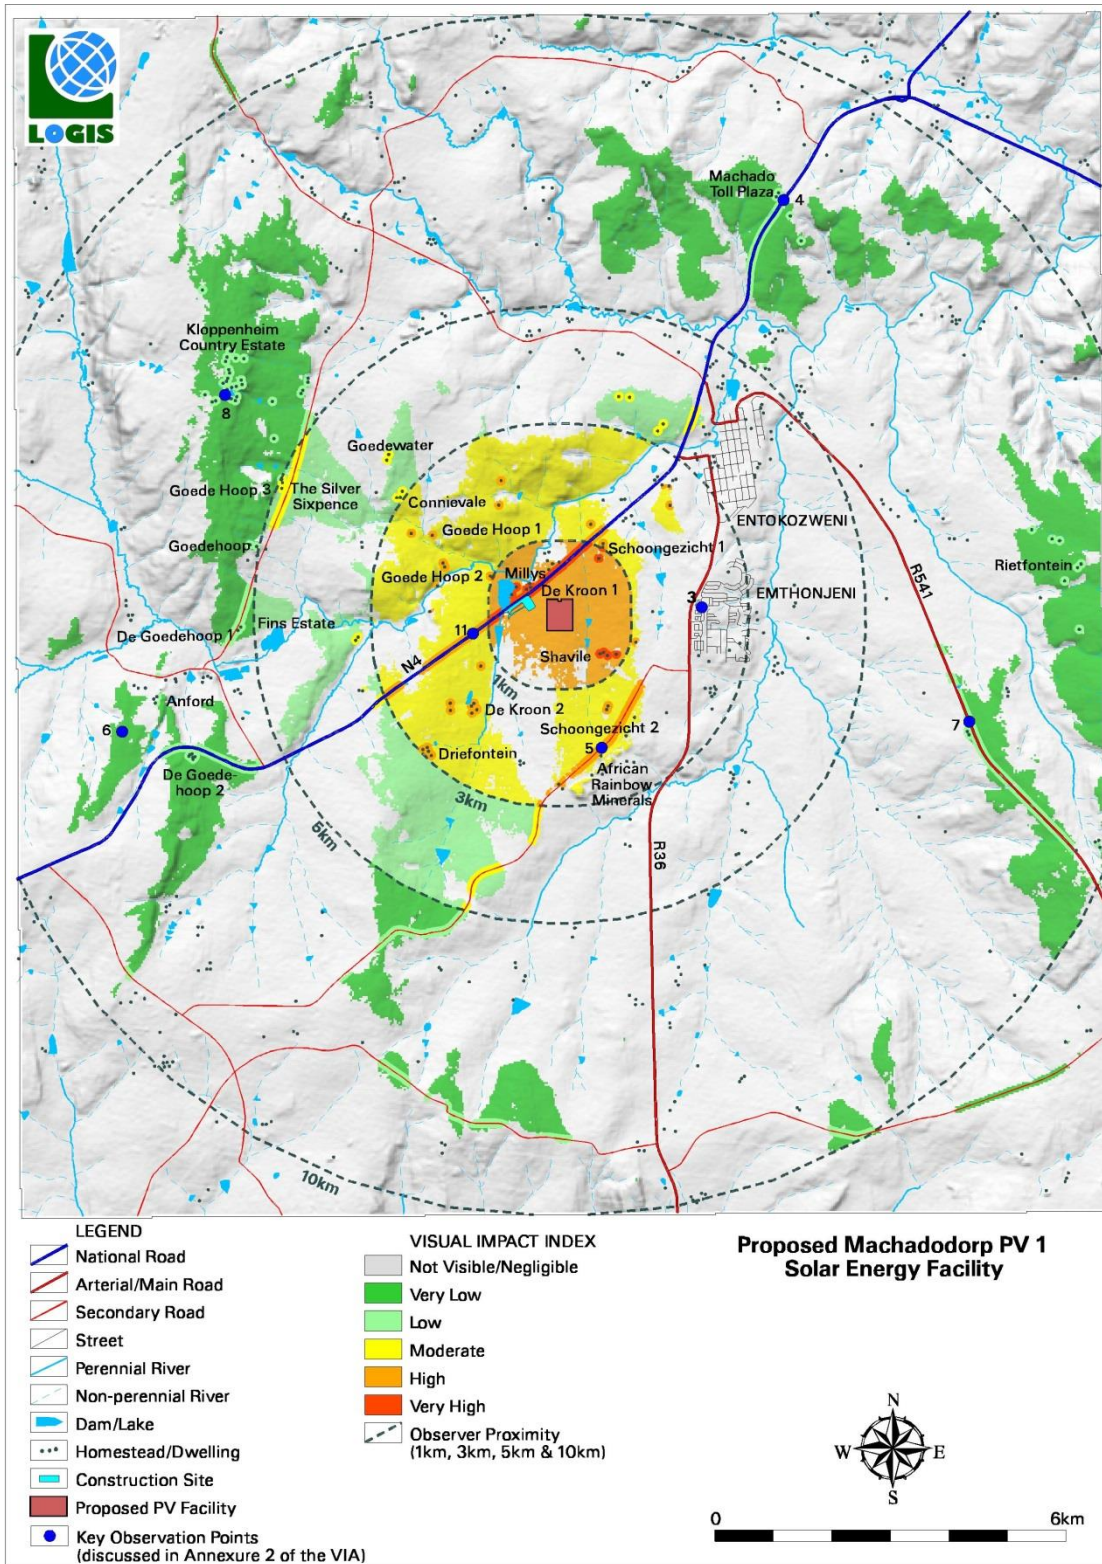 LOGIS
Machado
Toll Plaza
4
Kloppenheim
Country Estate
8
Goedewater
Goede Hoop 3
The Silver
Sixpence
Connievale
ENTOKOZWENI
Goedehoop
Goede Hoop 1
Schoongezicht 1
R541
Rietfontein
Goede Hoop 2
Millys
De Kroon 1
EMTHONJENI
3
De Goedehoop 1
Fins Estate
11
N4
Shavile
1km
Anford
6
De Kroon 2
Schoongezicht 2
7
De Goede-
hoop 2
Driefontein
5
African
Rainbow
Minerals
3km
5km
R36
10km
LEGEND
National Road
Arterial/Main Road
Secondary Road
Street
Perennial River
Non-perennial River
Dam/Lake
Homestead/Dwelling
Construction Site
Proposed PV Facility
Key Observation Points
(discussed in Annexure 2 of the VIA)
VISUAL IMPACT INDEX
Not Visible/Negligible
Very Low
Low
Moderate
High
Very High
Observer Proximity
(1km, 3km, 5km & 10km)
Proposed Machadodorp PV 1
Solar Energy Facility
N
W
E
S
0
6km